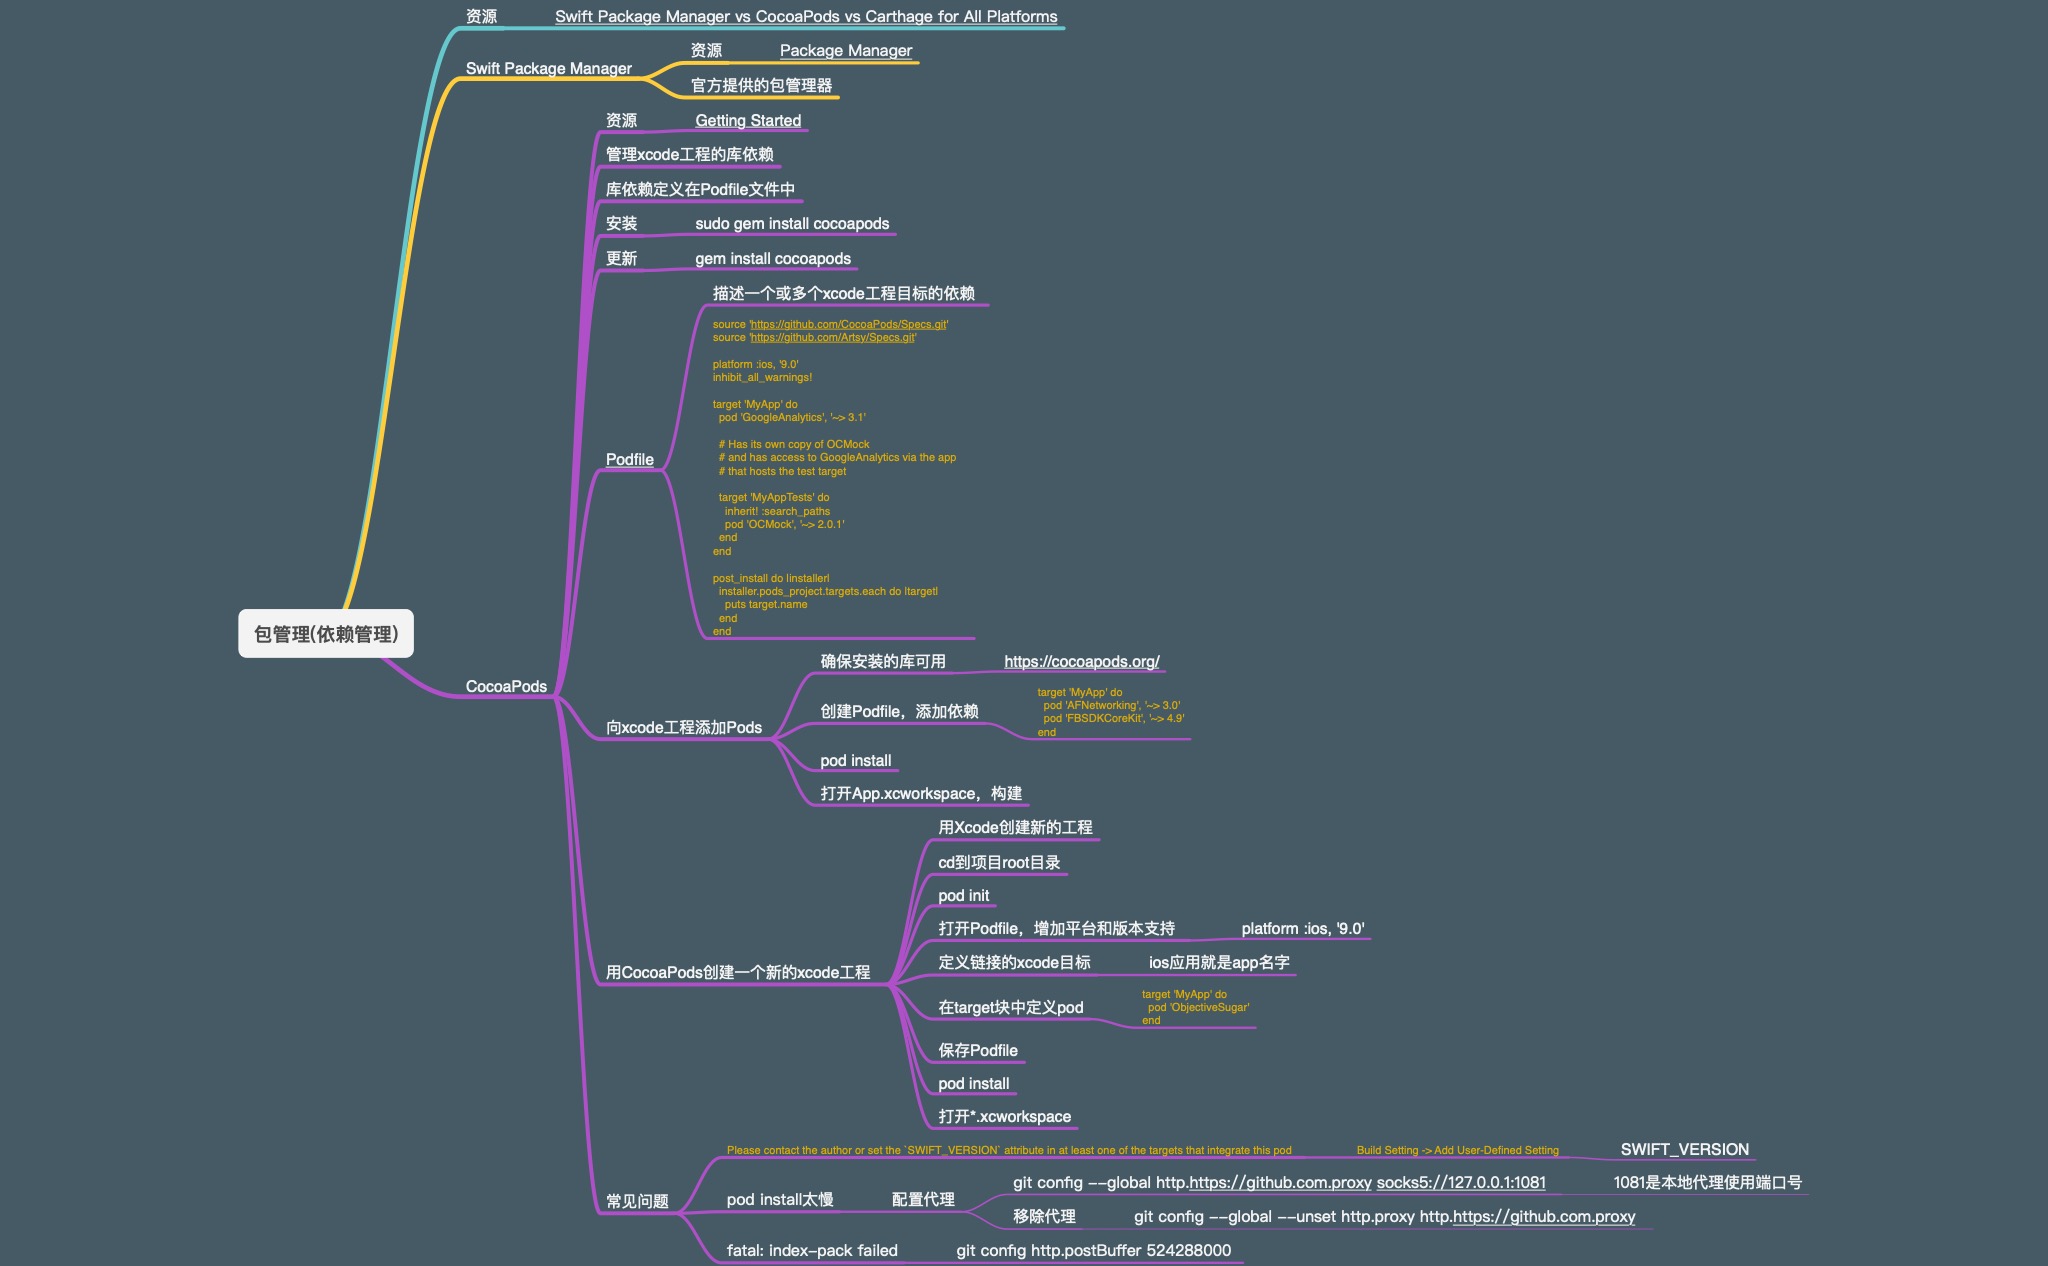 资源
Swift Package Manager vs CocoaPods vs Carthage for All Platforms
Swift Package Manager
资源
Package Manager
官方提供的包管理器
包管理(依赖管理)
CocoaPods
资源
Getting Started
管理xcode工程的库依赖
库依赖定义在Podfile文件中
安装
sudo gem install cocoapods
更新
gem install cocoapods
Podfile
描述一个或多个xcode工程目标的依赖
source 'https://github.com/CocoaPods/Specs.git'
source 'https://github.com/Artsy/Specs.git'
platform :ios, '9.0'
inhibit_all_warnings!
target 'MyApp' do
pod 'GoogleAnalytics', '~> 3.1'
# Has its own copy of OCMock
# and has access to GoogleAnalytics via the app
# that hosts the test target
target 'MyAppTests' do
inherit! :search_paths
pod 'OCMock', '~> 2.0.1'
end
end
post_install do |installer|
installer.pods_project.targets.each do |target|
puts target.name
end
end
向xcode工程添加Pods
确保安装的库可用
https://cocoapods.org/
创建Podfile，添加依赖
target 'MyApp' do
pod 'AFNetworking', '~> 3.0'
pod 'FBSDKCoreKit', '~> 4.9'
end
pod install
打开App.xcworkspace，构建
用CocoaPods创建一个新的xcode工程
用Xcode创建新的工程
cd到项目root目录
pod init
打开Podfile，增加平台和版本支持
platform :ios, '9.0'
定义链接的xcode目标
ios应用就是app名字
在target块中定义pod
target 'MyApp' do
pod 'ObjectiveSugar'
end
保存Podfile
pod install
打开*.xcworkspace
常见问题
Please contact the author or set the `SWIFT_VERSION` attribute in at least one of the targets that integrate this pod
Build Setting -> Add User-Defined Setting
SWIFT_VERSION
pod install太慢
配置代理
git config --global http.https://github.com.proxy socks5://127.0.0.1:1081
1081是本地代理使用端口号
移除代理
git config --global --unset http.proxy http.https://github.com.proxy
fatal: index-pack failed
git config http.postBuffer 524288000